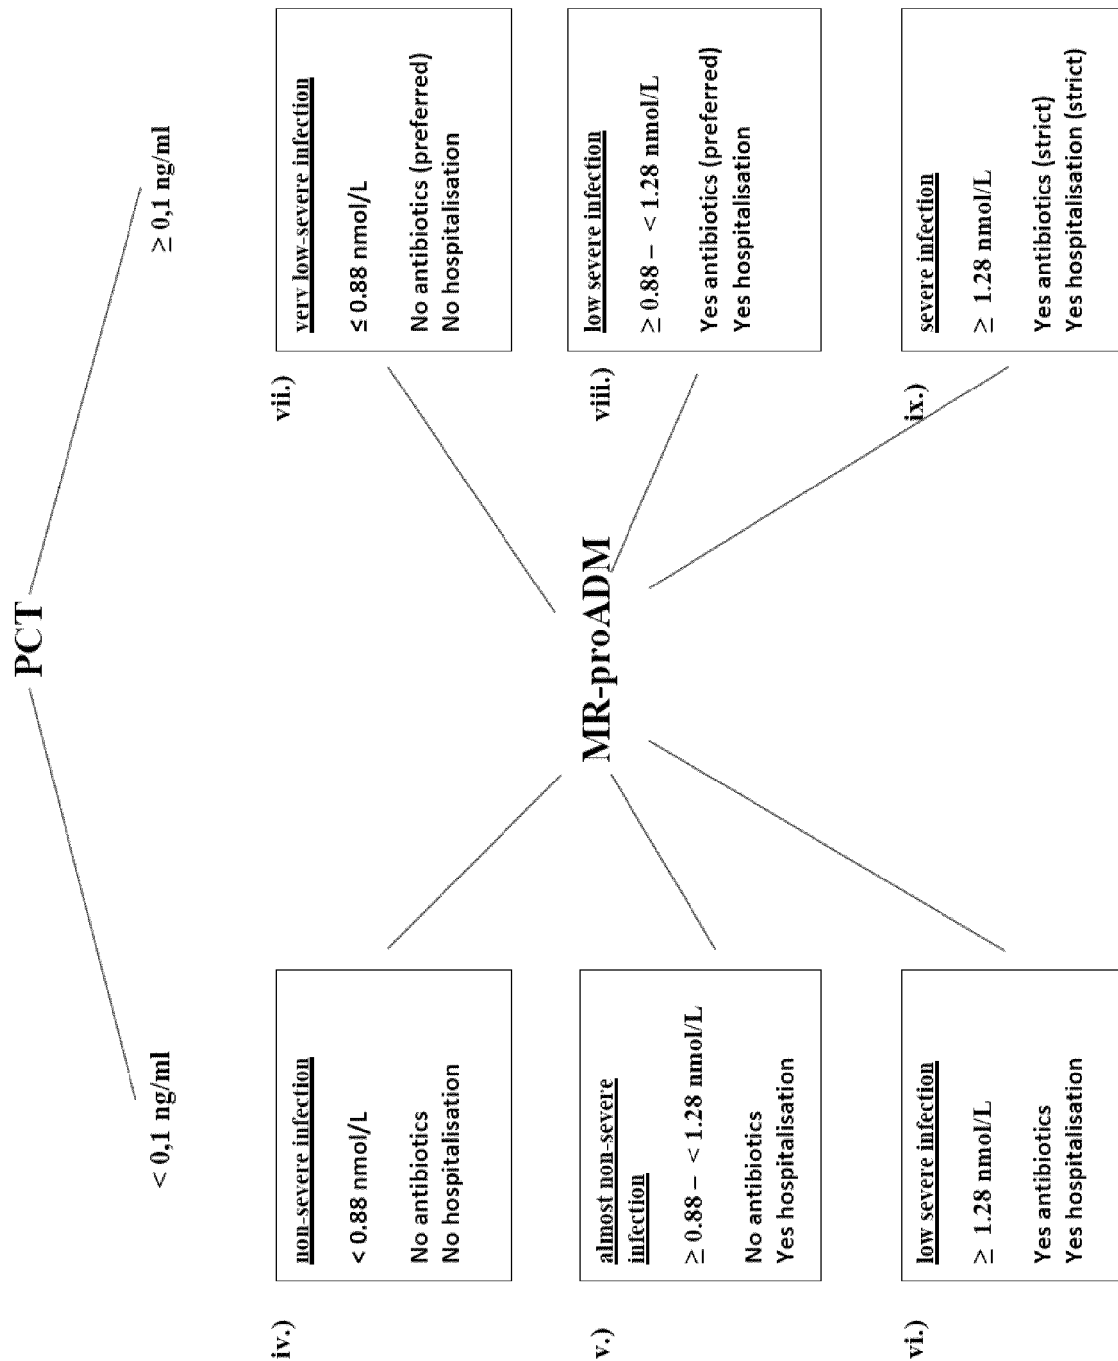 PCT
< 0,1 ng/ml
≥ 0,1 ng/ml
iv.)
non-severe infection
< 0.88 nmol/L
No antibiotics
No hospitalisation
v.)
almost non-severe
infection
≥ 0.88 – < 1.28 nmol/L
No antibiotics
Yes hospitalisation
vi.)
low severe infection
≥ 1.28 nmol/L
Yes antibiotics
Yes hospitalisation
MR-proADM
vii.)
very low-severe infection
≤ 0.88 nmol/L
No antibiotics (preferred)
No hospitalisation
viii.)
low severe infection
≥ 0.88 – < 1.28 nmol/L
Yes antibiotics (preferred)
Yes hospitalisation
ix.)
severe infection
≥ 1.28 nmol/L
Yes antibiotics (strict)
Yes hospitalisation (strict)